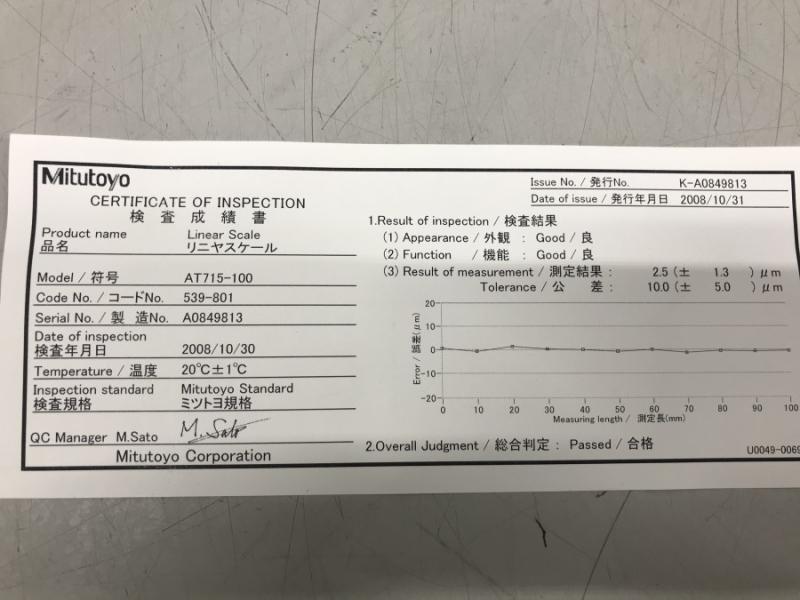 Mitutoyo
CERTIFICATE OF INSPECTION
検 査 成 績 書
Product name Linear Scale
品名 リニヤスケール
Model / 符号 AT715-100
Code No. / コードNo. 539-801
Serial No. / 製 造No. A0849813
Date of inspection
検査年月日 2008/10/30
Temperature / 温度 20℃±1℃
Inspection standard Mitutoyo Standard
検査規格 ミツトヨ規格
QC Manager M.Sato M. Sato
Mitutoyo Corporation
Issue No. / 発行No. K-A0849813
Date of issue / 発行年月日 2008/10/31
1.Result of inspection / 検査結果
(1) Appearance / 外観 : Good / 良
(2) Function / 機能 : Good / 良
(3) Result of measurement / 測定結果 : 2.5 (± 1.3 ) μm
Tolerance / 公 差 : 10.0 (± 5.0 ) μm
Error / 誤差(μm)
20
10
0
-10
-20
0 10 20 30 40 50 60 70 80 90 100
Measuring length / 測定長(mm)
2.Overall Judgment / 総合判定 : Passed / 合格
U0049-0069